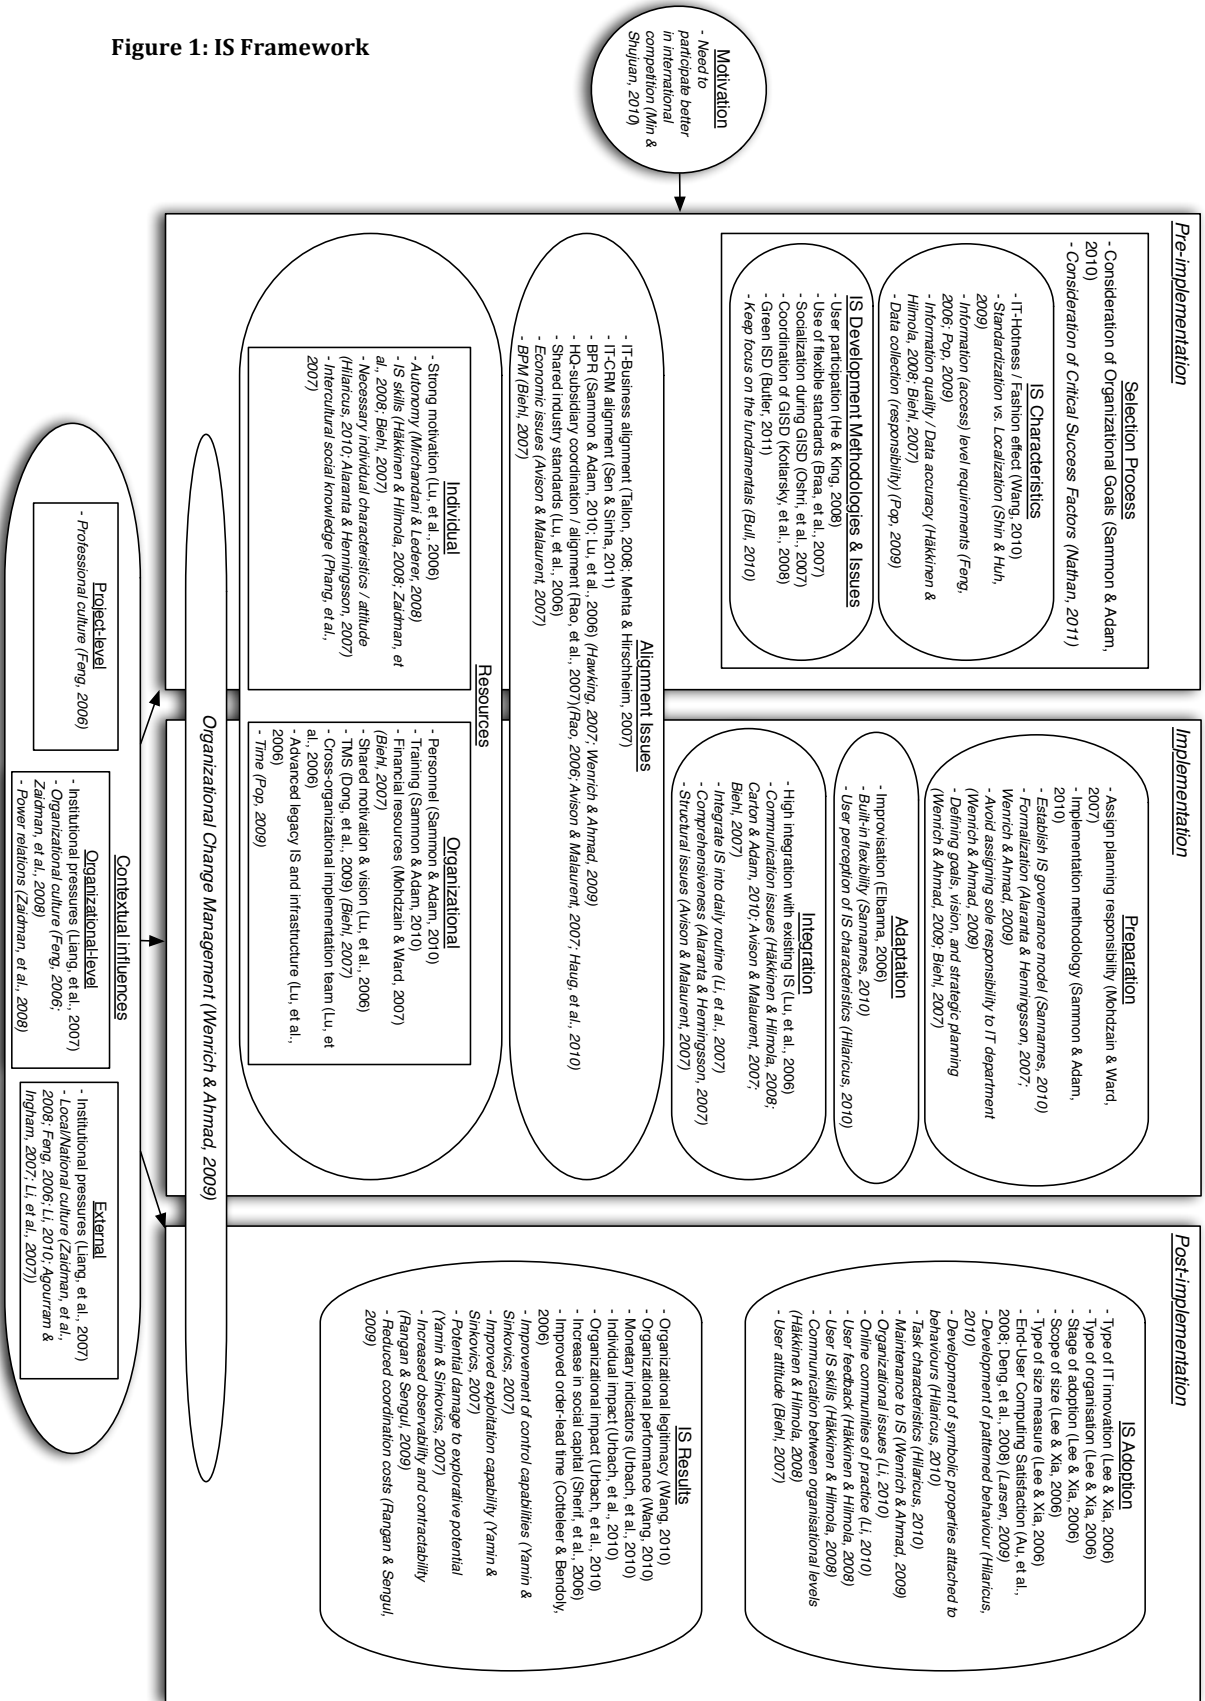 Figure 1: IS Framework
Motivation
- Need to
participate better
in international
competition (Min &
Shujuan, 2010)
Pre-implementation
Selection Process
- Consideration of Organizational Goals (Sammon & Adam,
2010)
- Consideration of Critical Success Factors (Nathan, 2011)
IS Characteristics
- IT-Hotness / Fashion effect (Wang, 2010)
- Standardization vs. Localization (Shin & Huh,
2009)
- Information (access) level requirements (Feng,
2006; Pop, 2009)
- Information quality / Data accuracy (Häkkinen &
Hilmola, 2008; Biehl, 2007)
- Data collection (responsibility) (Pop, 2009)
IS Development Methodologies & Issues
- User participation (He & King, 2008)
- Use of flexible standards (Braa, et al., 2007)
- Socialization during GISD (Oshri, et al., 2007)
- Coordination of GISD (Kotlarsky, et al., 2008)
- Green ISD (Butler, 2011)
- Keep focus on the fundamentals (Bull, 2010)
Implementation
Preparation
- Assign planning responsibility (Mohdzain & Ward,
2007)
- Implementation methodology (Sammon & Adam,
2010)
- Establish IS governance model (Sannames, 2010)
- Formalization (Alaranta & Henningsson, 2007;
Wenrich & Ahmad, 2009)
- Avoid assigning sole responsibility to IT department
(Wenrich & Ahmad, 2009)
- Defining goals, vision, and strategic planning
(Wenrich & Ahmad, 2009; Biehl, 2007)
Adaptation
- Improvisation (Elbanna, 2006)
- Built-in flexibility (Sannames, 2010)
- User perception of IS characteristics (Hilaricus, 2010)
Integration
- High integration with existing IS (Lu, et al., 2006)
- Communication issues (Häkkinen & Hilmola, 2008;
Carton & Adam, 2010; Avison & Malaurent, 2007;
Biehl, 2007)
- Integrate IS into daily routine (Li, et al., 2007)
- Comprehensiveness (Alaranta & Henningsson, 2007)
- Structural issues (Avison & Malaurent, 2007)
Alignment Issues
- IT-Business alignment (Tallon, 2008; Mehta & Hirschheim, 2007)
- IT-CRM alignment (Sen & Sinha, 2011)
- BPR (Sammon & Adam, 2010; Lu, et al., 2006) (Hawking, 2007; Wenrich & Ahmad, 2009)
- HQ-subsidiary coordination / alignment (Rao, et al., 2007)(Rao, 2006; Avison & Malaurent, 2007; Haug, et al., 2010)
- Shared industry standards (Lu, et al., 2006)
- Economic issues (Avison & Malaurent, 2007)
- BPM (Biehl, 2007)
Resources
Individual
- Strong motivation (Lu, et al., 2006)
- Autonomy (Mirchandani & Lederer, 2008)
- IS skills (Häkkinen & Hilmola, 2008; Zaidman, et
al., 2008; Biehl, 2007)
- Necessary individual characteristics / attitude
(Hilaricus, 2010; Alaranta & Henningsson, 2007)
- Intercultural social knowledge (Phang, et al.,
2007)
Organizational
- Personnel (Sammon & Adam, 2010)
- Training (Sammon & Adam, 2010)
- Financial resources (Mohdzain & Ward, 2007)
(Biehl, 2007)
- Shared motivation & vision (Lu, et al., 2006)
- TMS (Dong, et al., 2009) (Biehl, 2007)
- Cross-organizational implementation team (Lu, et
al., 2006)
- Advanced legacy IS and infrastructure (Lu, et al.,
2006)
- Time (Pop, 2009)
Organizational Change Management (Wenrich & Ahmad, 2009)
Post-implementation
IS Adoption
- Type of IT innovation (Lee & Xia, 2006)
- Type of organisation (Lee & Xia, 2006)
- Stage of adoption (Lee & Xia, 2006)
- Scope of size (Lee & Xia, 2006)
- Type of size measure (Lee & Xia, 2006)
- End-User Computing Satisfaction (Au, et al.,
2008; Deng, et al., 2008) (Larsen, 2009)
- Development of patterned behaviour (Hilaricus,
2010)
- Development of symbolic properties attached to
behaviours (Hilaricus, 2010)
- Task characteristics (Hilaricus, 2010)
- Maintenance to IS (Wenrich & Ahmad, 2009)
- Organizational issues (Li, 2010)
- Online communities of practice (Li, 2010)
- User feedback (Häkkinen & Hilmola, 2008)
- User IS skills (Häkkinen & Hilmola, 2008)
- Communication between organisational levels
(Häkkinen & Hilmola, 2008)
- User attitude (Biehl, 2007)
IS Results
- Organizational legitimacy (Wang, 2010)
- Organizational performance (Wang, 2010)
- Monetary indicators (Urbach, et al., 2010)
- Individual impact (Urbach, et al., 2010)
- Organizational impact (Urbach, et al., 2010)
- Increase in social capital (Sherif, et al., 2006)
- Improved order-lead time (Cotteleer & Bendoly,
2006)
- Improvement of control capabilities (Yamin &
Sinkovics, 2007)
- Improved exploitation capability (Yamin &
Sinkovics, 2007)
- Potential damage to explorative potential
(Yamin & Sinkovics, 2007)
- Increased observability and contractability
(Rangan & Sengul, 2009)
- Reduced coordination costs (Rangan & Sengul,
2009)
Contextual influences
Project-level
- Professional culture (Feng, 2006)
Organizational-level
- Institutional pressures (Liang, et al., 2007)
- Organizational culture (Feng, 2006;
Zaidman, et al., 2008)
- Power relations (Zaidman, et al., 2008)
External
- Institutional pressures (Liang, et al., 2007)
- Local/National culture (Zaidman, et al.,
2008; Feng, 2006; Li, 2010; Agourram &
Ingham, 2007; Li, et al., 2007))